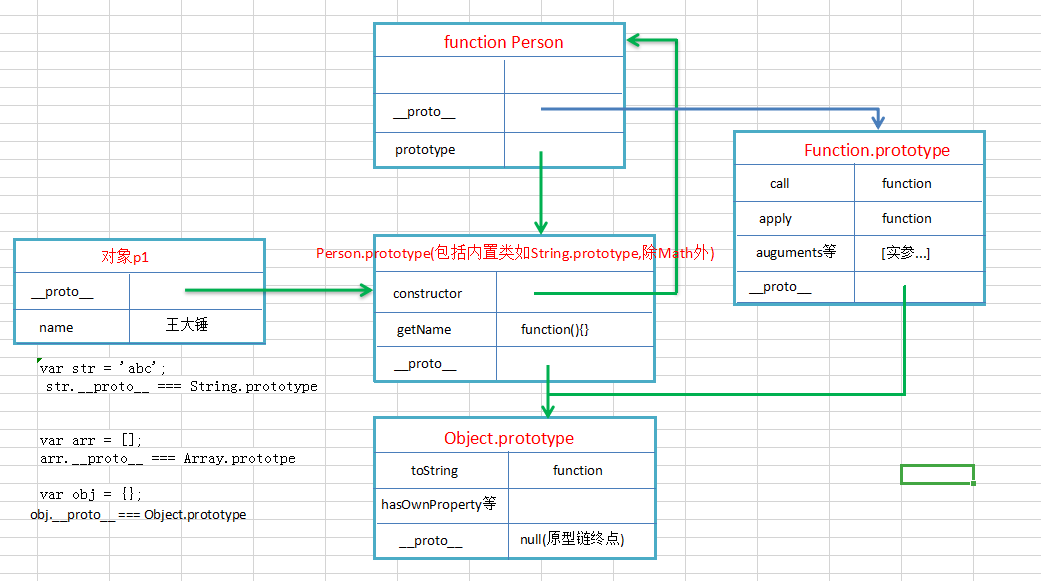 function Person
__proto__
prototype
Function.prototype
call function
apply function
auguments等 [实参...]
__proto__
对象p1
__proto__
name 王大锤
Person.prototype(包括内置类如String.prototype,除Math外)
constructor
getName function(){}
__proto__
var str = 'abc';
str.__proto__ === String.prototype
var arr = [];
arr.__proto__ === Array.prototpe
var obj = {};
obj.__proto__ === Object.prototype
Object.prototype
toString function
hasOwnProperty等
__proto__ null(原型链终点)